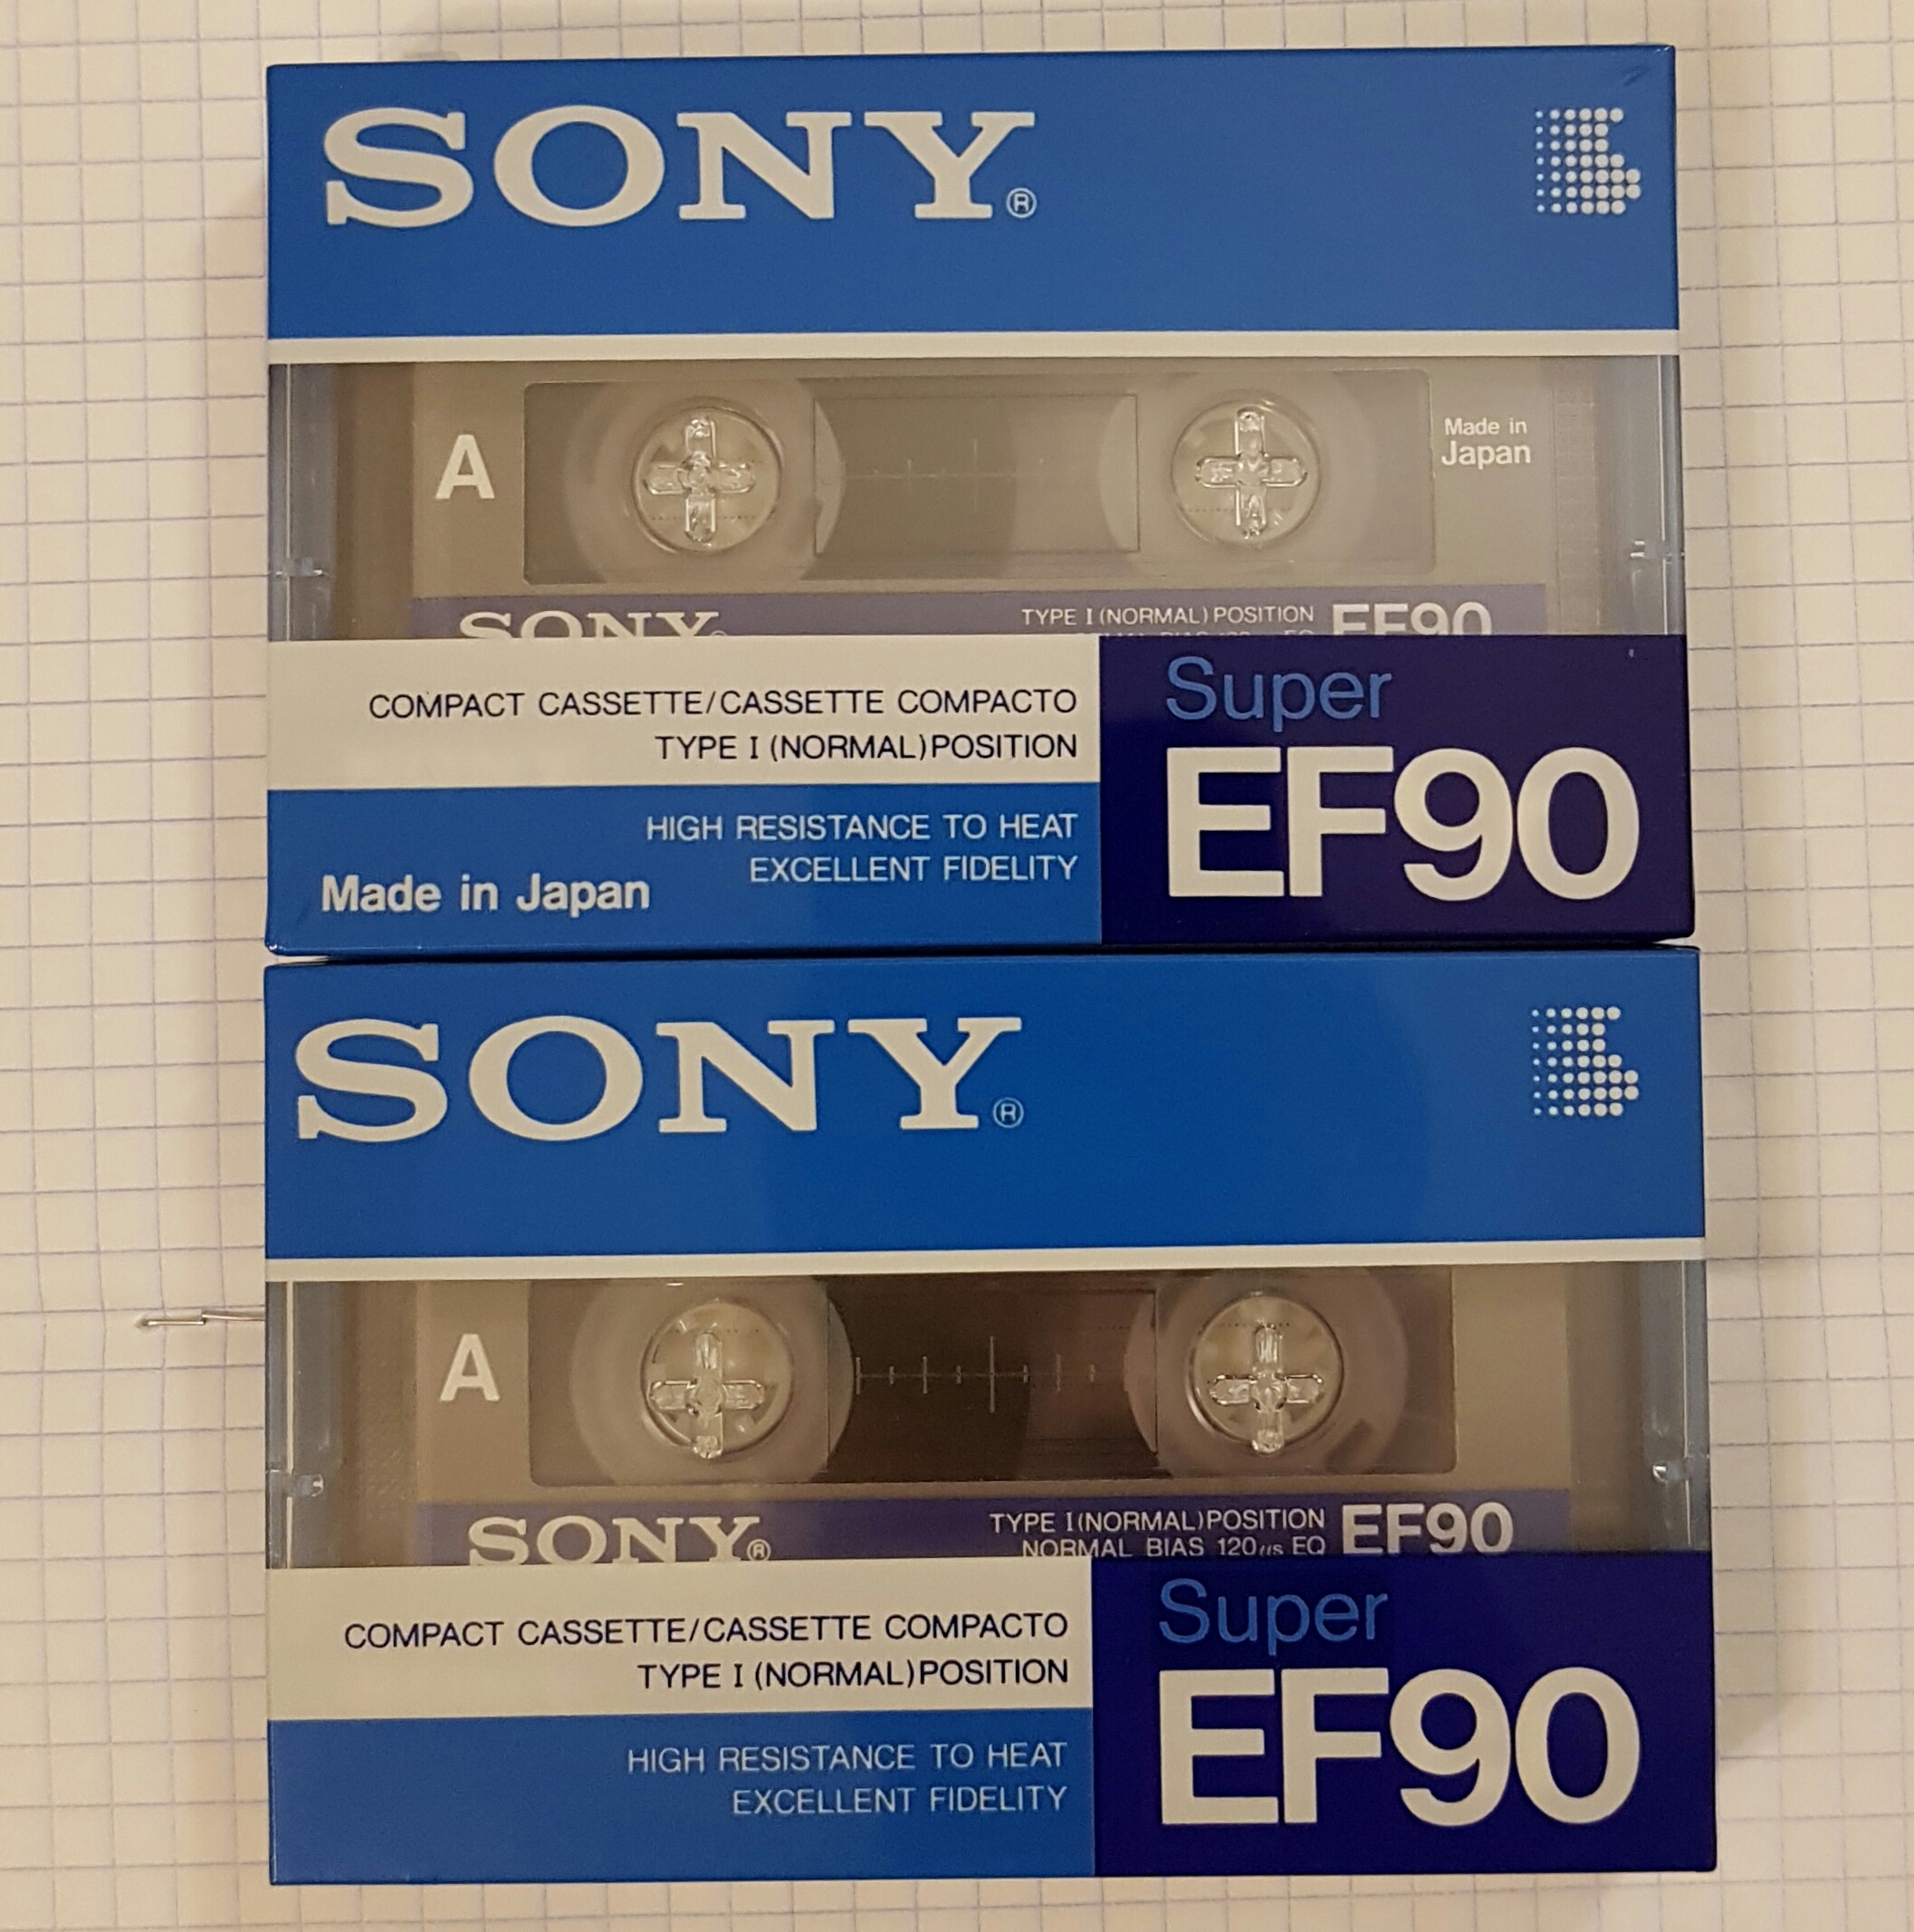 SONY®
A
Made in
Japan
SONY®
TYPE I (NORMAL) POSITION
EF90
COMPACT CASSETTE/CASSETTE COMPACTO
TYPE I (NORMAL) POSITION
HIGH RESISTANCE TO HEAT
EXCELLENT FIDELITY
Made in Japan
Super
EF90
SONY®
A
SONY®
TYPE I (NORMAL) POSITION
NORMAL BIAS 120μs EQ
EF90
COMPACT CASSETTE/CASSETTE COMPACTO
TYPE I (NORMAL) POSITION
HIGH RESISTANCE TO HEAT
EXCELLENT FIDELITY
Super
EF90